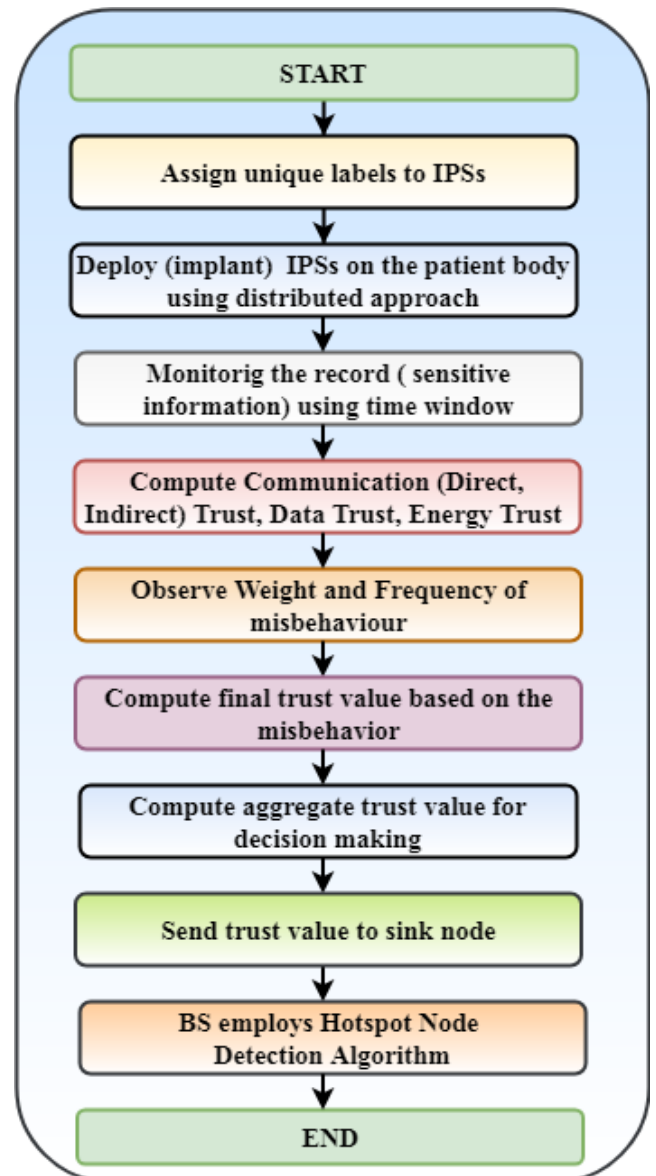 START
Assign unique labels to IPSs
Deploy (implant)  IPSs on the patient body
using distributed approach
Monitorig the record ( sensitive
information) using time window
Compute Communication (Direct,
Indirect) Trust, Data Trust, Energy Trust
Observe Weight and Frequency of
misbehaviour
Compute final trust value based on the
misbehavior
Compute aggregate trust value for
decision making
Send trust value to sink node
BS employs Hotspot Node
Detection Algorithm
END